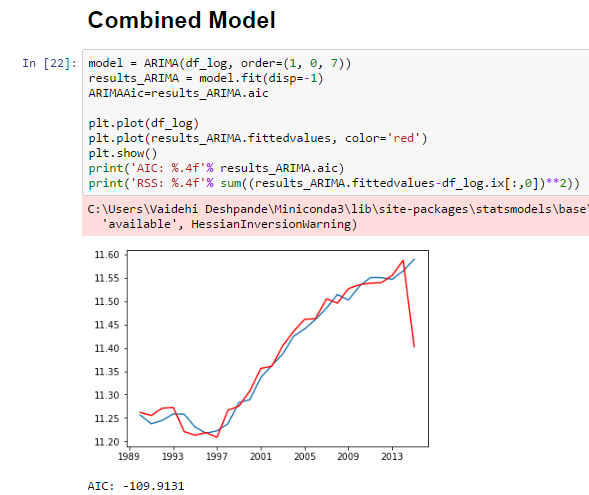 Combined Model
In [22]:
model = ARIMA(df_log, order=(1, 0, 7))
results_ARIMA = model.fit(disp=-1)
ARIMAAic=results_ARIMA.aic
plt.plot(df_log)
plt.plot(results_ARIMA.fittedvalues, color='red')
plt.show()
print('AIC: %.4f'% results_ARIMA.aic)
print('RSS: %.4f'% sum((results_ARIMA.fittedvalues-df_log.ix[:,0])**2))
C:\Users\Vaidehi Deshpande\Miniconda3\lib\site-packages\statsmodels\base\
'available', HessianInversionWarning)
11.60
11.55
11.50
11.45
11.40
11.35
11.30
11.25
11.20
1989 1993 1997 2001 2005 2009 2013
AIC: -109.9131